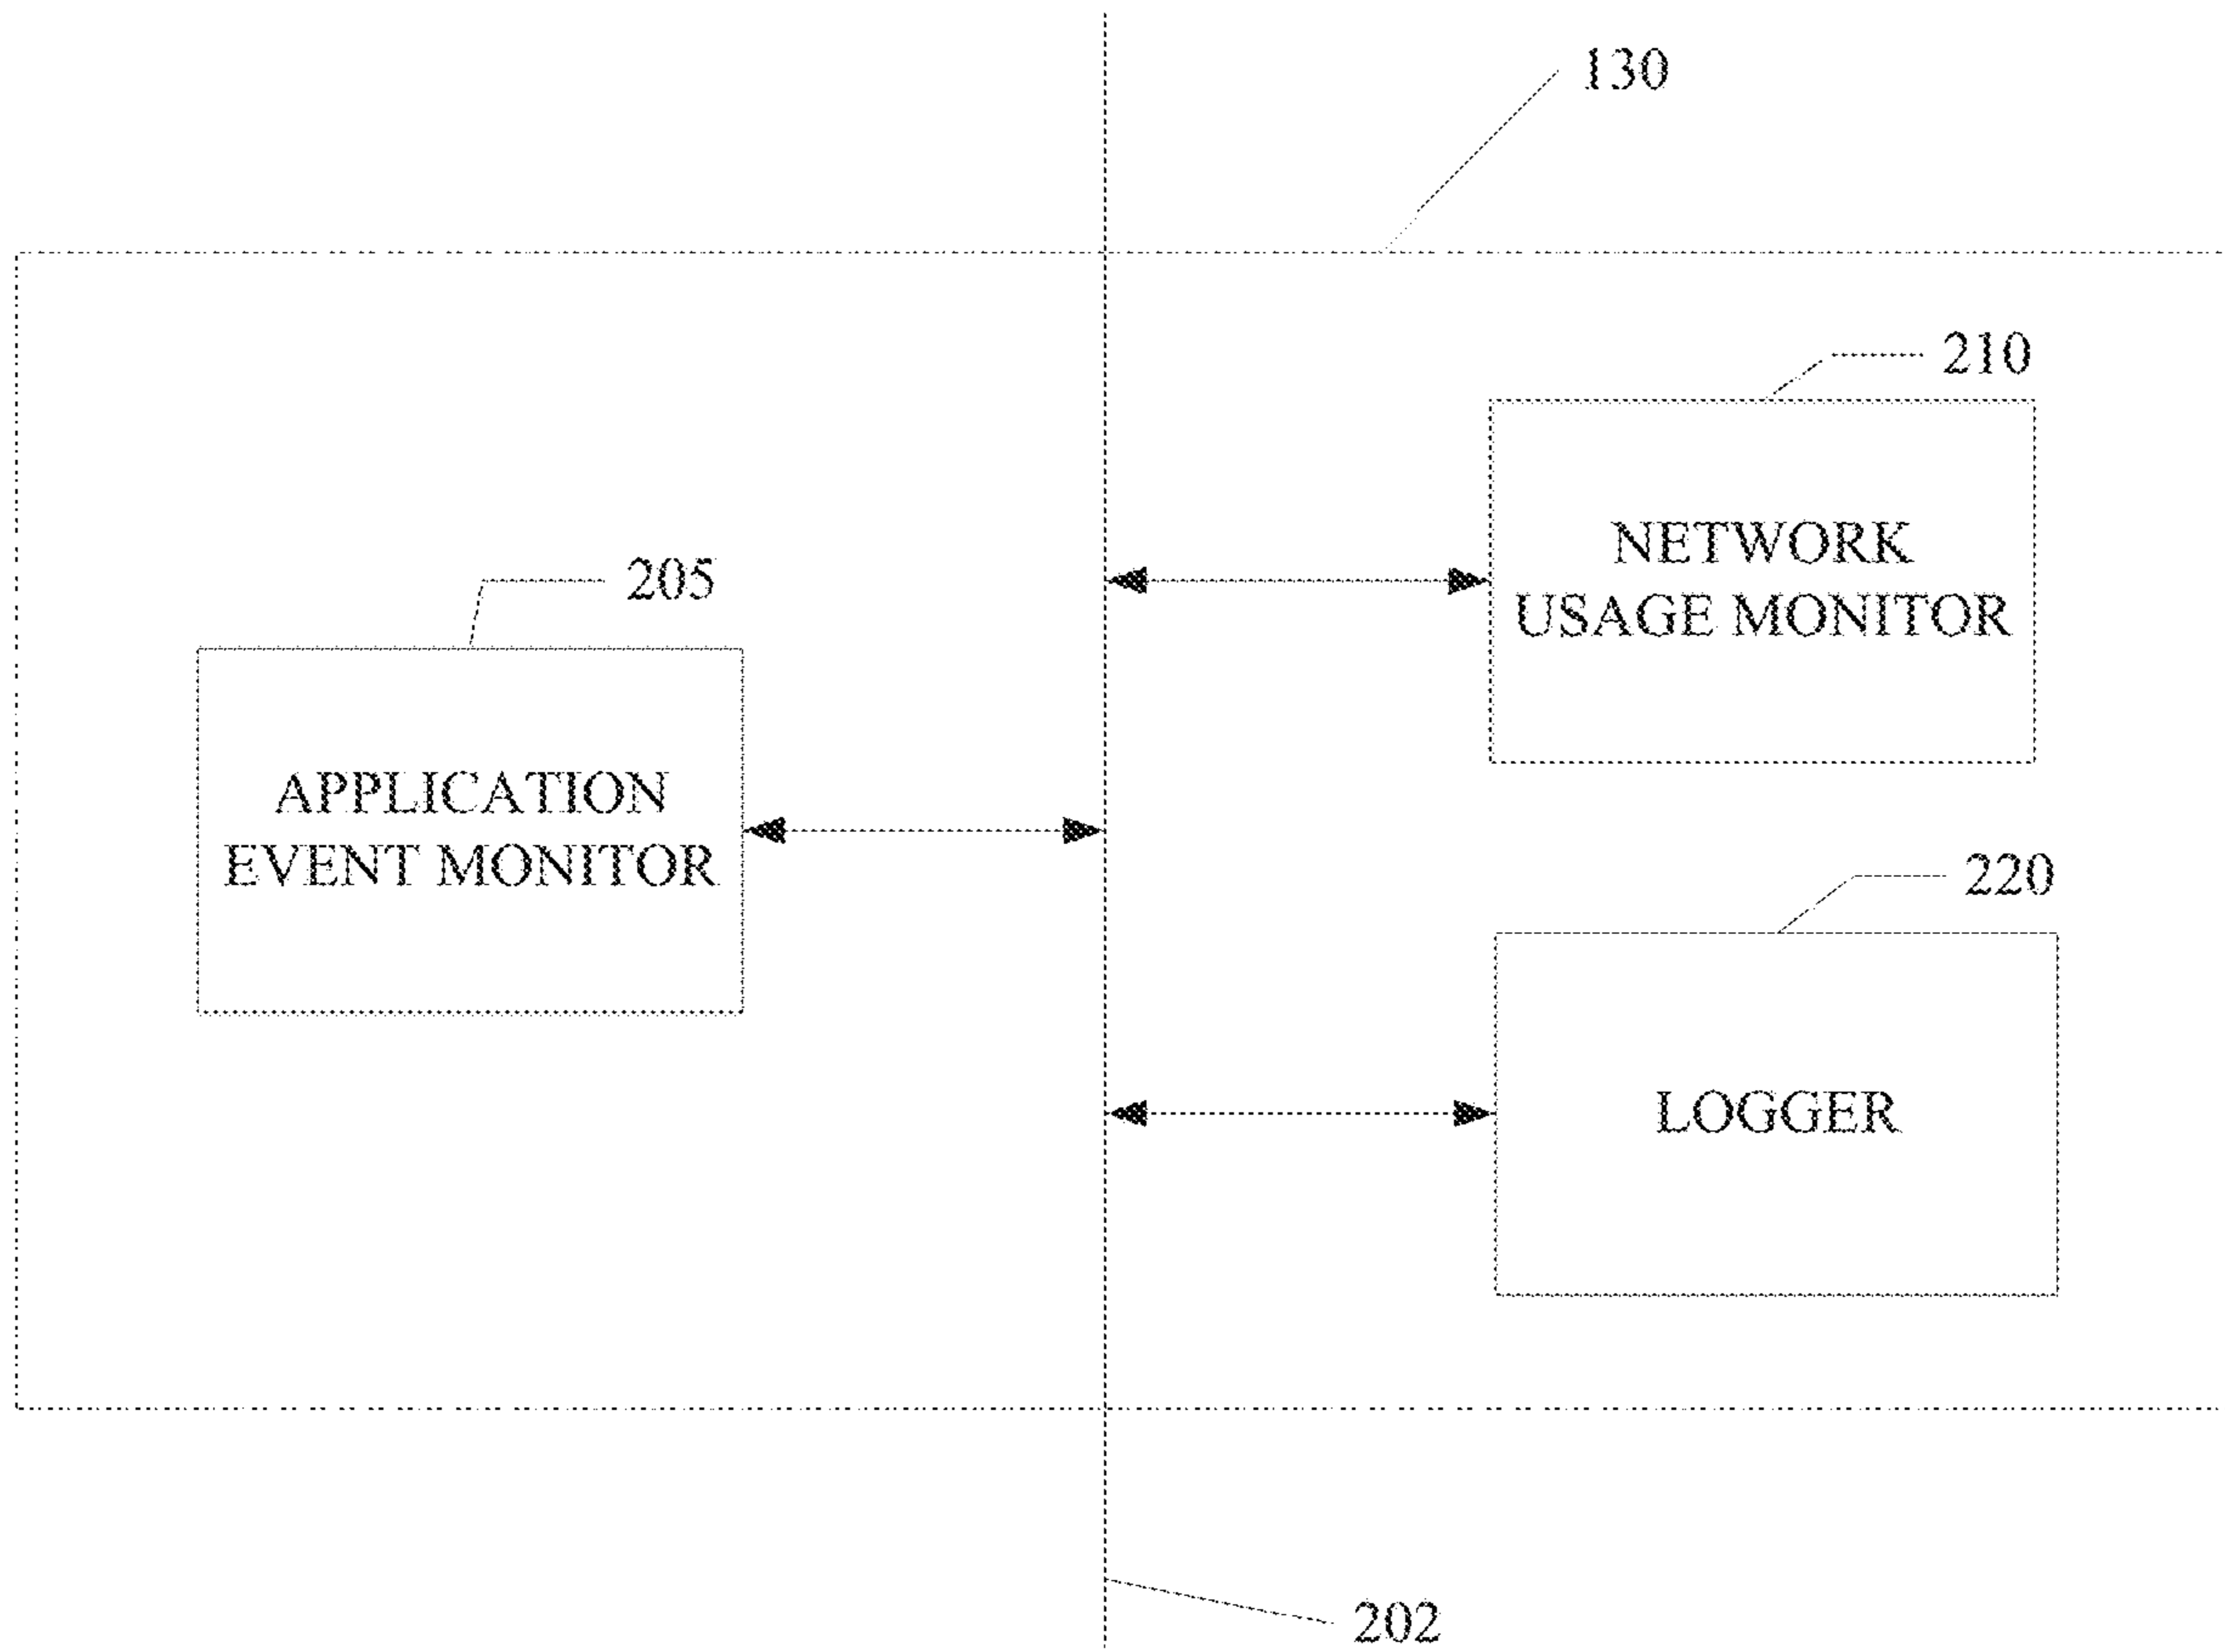 130
210
NETWORK
USAGE MONITOR
205
APPLICATION
EVENT MONITOR
220
LOGGER
202